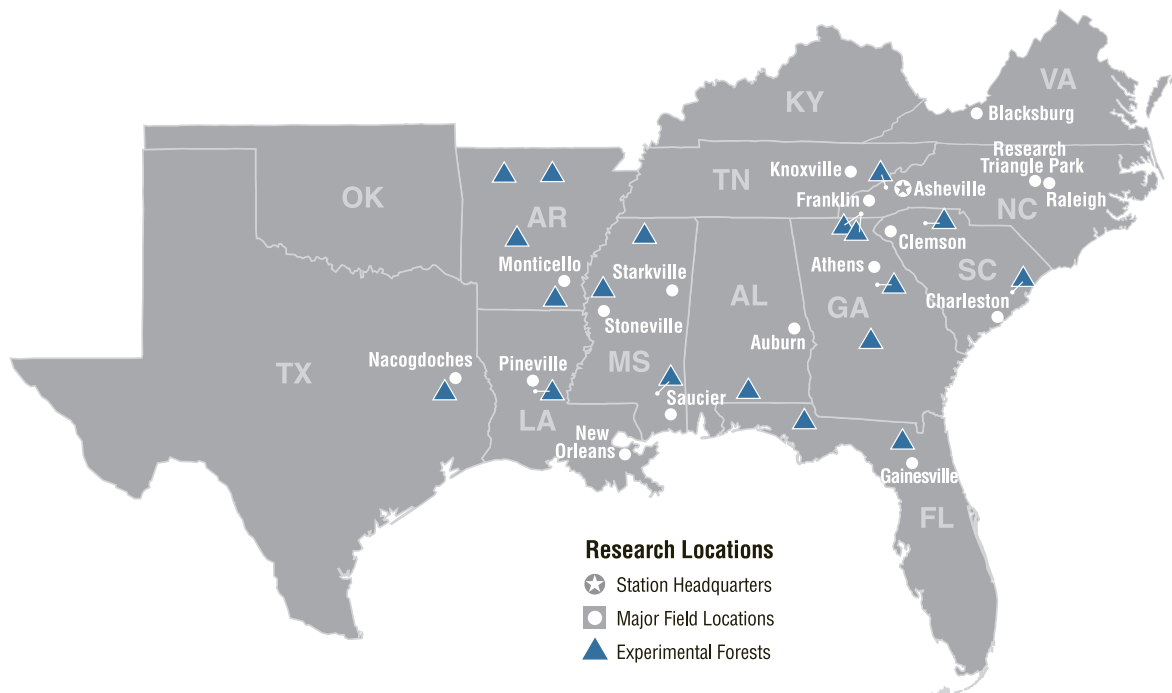 VA
KY
Blacksburg
Research
Triangle Park
Knoxville
TN
Asheville
OK
Franklin
Raleigh
NC
AR
Clemson
Monticello
Starkville
Athens
SC
AL
Charleston
GA
Stoneville
Auburn
Nacogdoches
Pineville
MS
TX
Saucier
LA
New
Orleans
Gainesville
FL
Research Locations
Station Headquarters
Major Field Locations
Experimental Forests